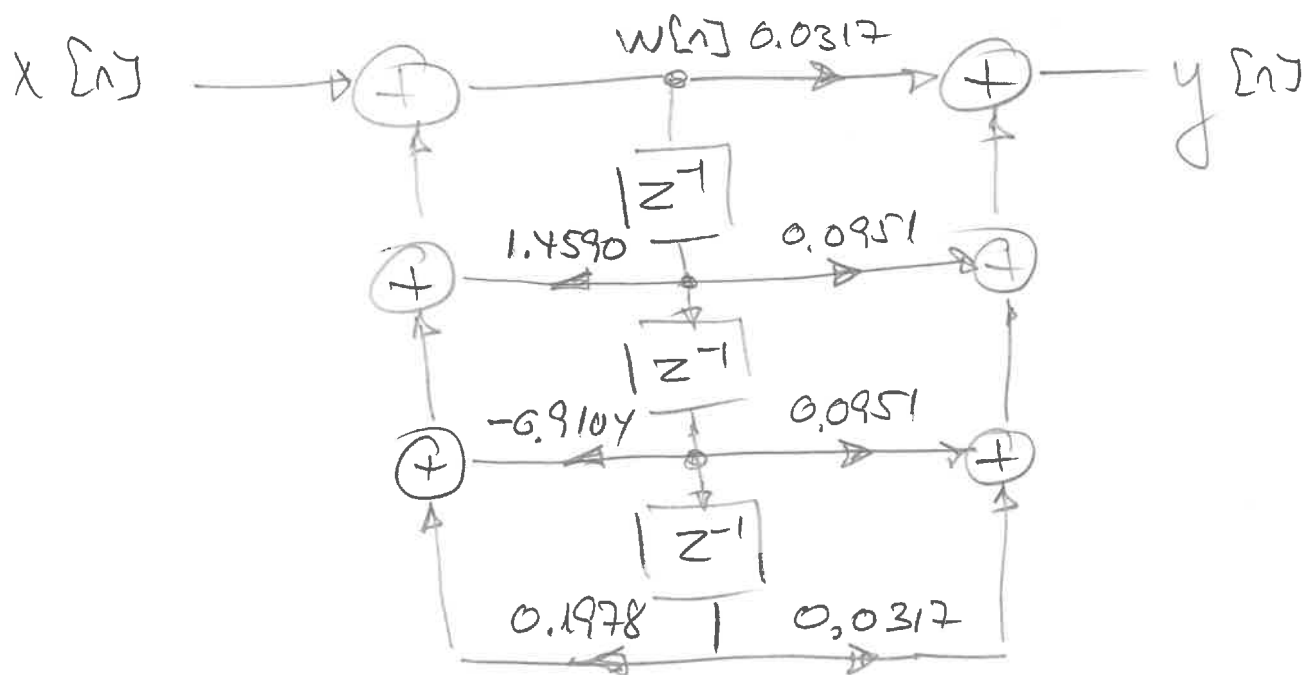 x[n] w[n] 0.0317 y[n]
+ +
z⁻¹
1.4590 0.0951
+ +
z⁻¹
-0.9104 0.0951
+ +
z⁻¹
0.1978 0,0317